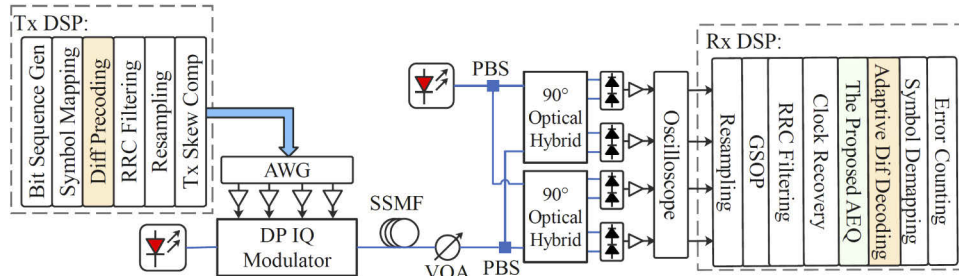 Tx DSP:
Bit Sequence Gen
Symbol Mapping
Diff Precoding
RRC Filtering
Resampling
Tx Skew Comp
AWG
DP IQ
Modulator
SSMF
VOA
PBS
PBS
90°
Optical
Hybrid
90°
Optical
Hybrid
Oscilloscope
Rx DSP:
Resampling
GSOP
RRC Filtering
Clock Recovery
The Proposed AEQ
Adaptive Dif Decoding
Symbol Demapping
Error Counting